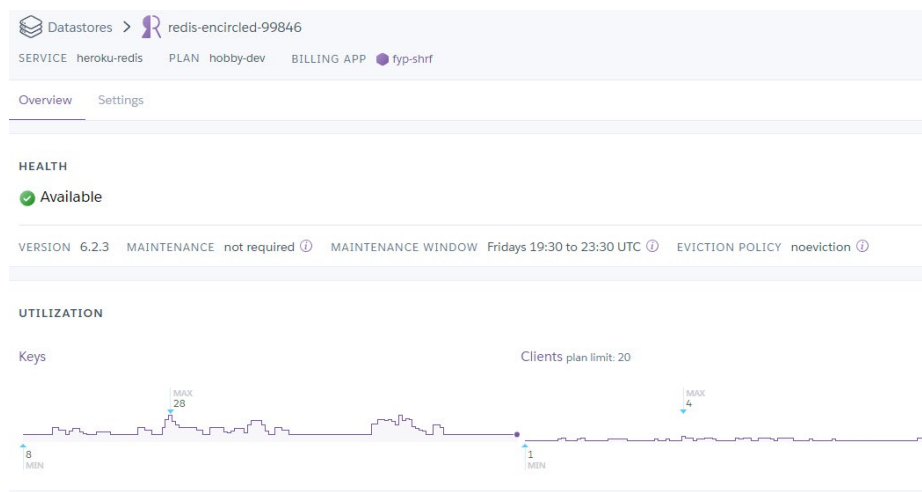 Datastores > redis-encircled-99846
SERVICE heroku-redis PLAN hobby-dev BILLING APP fyp-shrf
Overview Settings
HEALTH
Available
VERSION 6.2.3 MAINTENANCE not required MAINTENANCE WINDOW Fridays 19:30 to 23:30 UTC EVICTION POLICY noeviction
UTILIZATION
Keys
MAX
28
8
MIN
Clients plan limit: 20
MAX
4
1
MIN